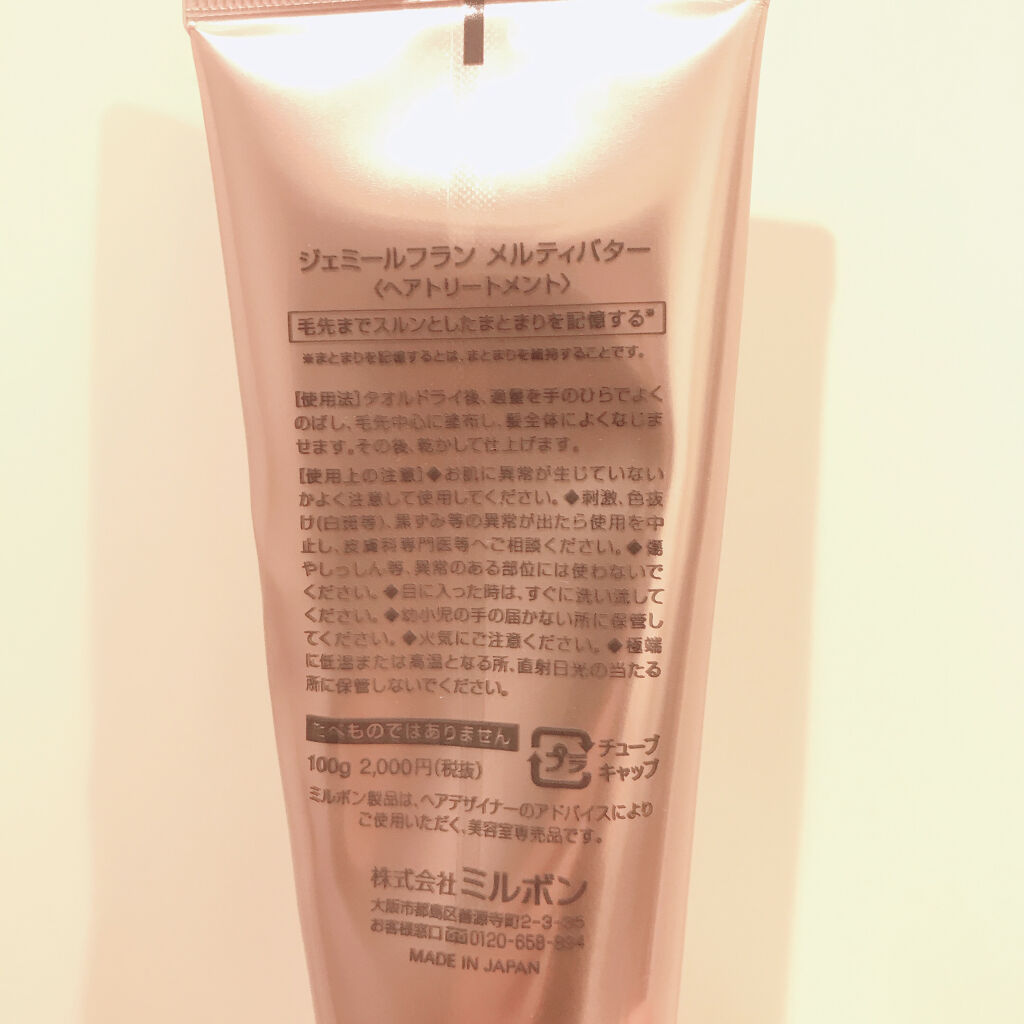 ジェミールフラン メルティバター
〈ヘアトリートメント〉
毛先までスルンとしたまとまりを記憶する※
※まとまりを記憶するとは、まとまりを維持することです。
[使用法]タオルドライ後、適量を手のひらでよく
のばし、毛先中心に塗布し、髪全体によくなじま
せます。その後、乾かして仕上げます。
[使用上の注意]◆お肌に異常が生じていない
かよく注意して使用してください。◆刺激、色抜
け(白斑等)、黒ずみ等の異常が出たら使用を中
止し、皮膚科専門医等へご相談ください。◆傷
やしっしん等、異常のある部位には使わないで
ください。◆目に入った時は、すぐに洗い流して
ください。◆幼小児の手の届かない所に保管し
てください。◆火気にご注意ください。◆極端
に低温または高温となる所、直射日光の当たる
所に保管しないでください。
たべものではありません
100g 2,000円(税抜)
プラ
チューブ
キャップ
ミルボン製品は、ヘアデザイナーのアドバイスにより
ご使用いただく、美容室専売品です。
株式会社ミルボン
大阪市都島区善源寺町2-3-35
お客様窓口 0120-658-894
MADE IN JAPAN